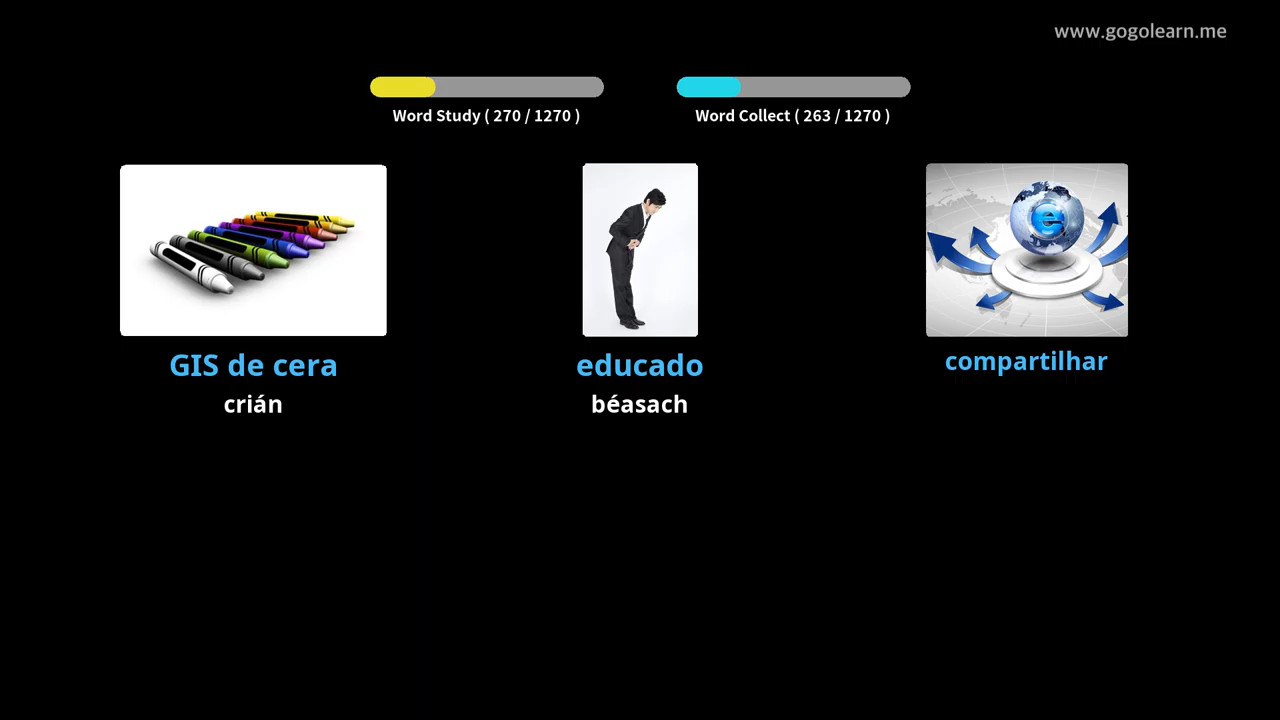 www.gogolearn.me
Word Study ( 270 / 1270 )
Word Collect ( 263 / 1270 )
GIS de cera
crián
educado
béasach
compartilhar